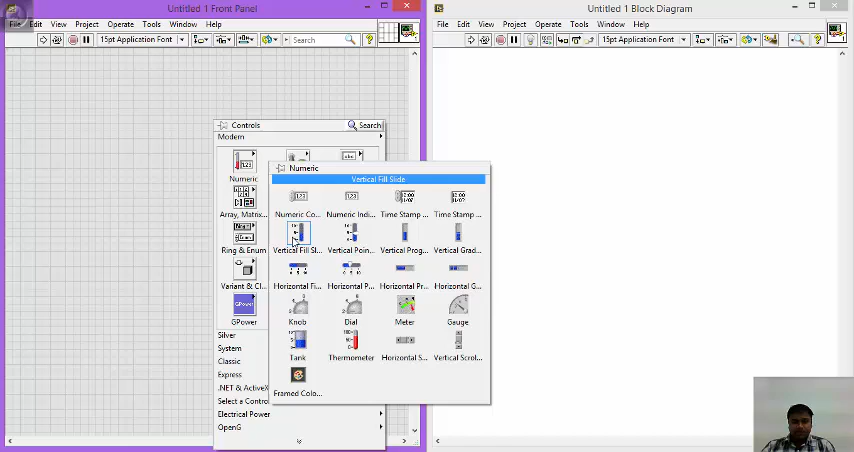 Untitled 1 Front Panel
File Edit View Project Operate Tools Window Help
15pt Application Font
Search
Untitled 1 Block Diagram
File Edit View Project Operate Tools Window Help
15pt Application Font
Controls Search
Modern
Numeric
Array, Matrix...
Ring & Enum
Variant & Cl...
GPower
Silver
System
Classic
Express
.NET & ActiveX
Select a Contro
Electrical Power
OpenG
Numeric
Vertical Fill Slide
Numeric Co... Numeric Indi... Time Stamp ... Time Stamp ...
Vertical Fill Sl... Vertical Poin... Vertical Prog... Vertical Grad...
Horizontal Fi... Horizontal P... Horizontal Pr... Horizontal G...
Knob Dial Meter Gauge
Tank Thermometer Horizontal S... Vertical Scrol...
Framed Colo...